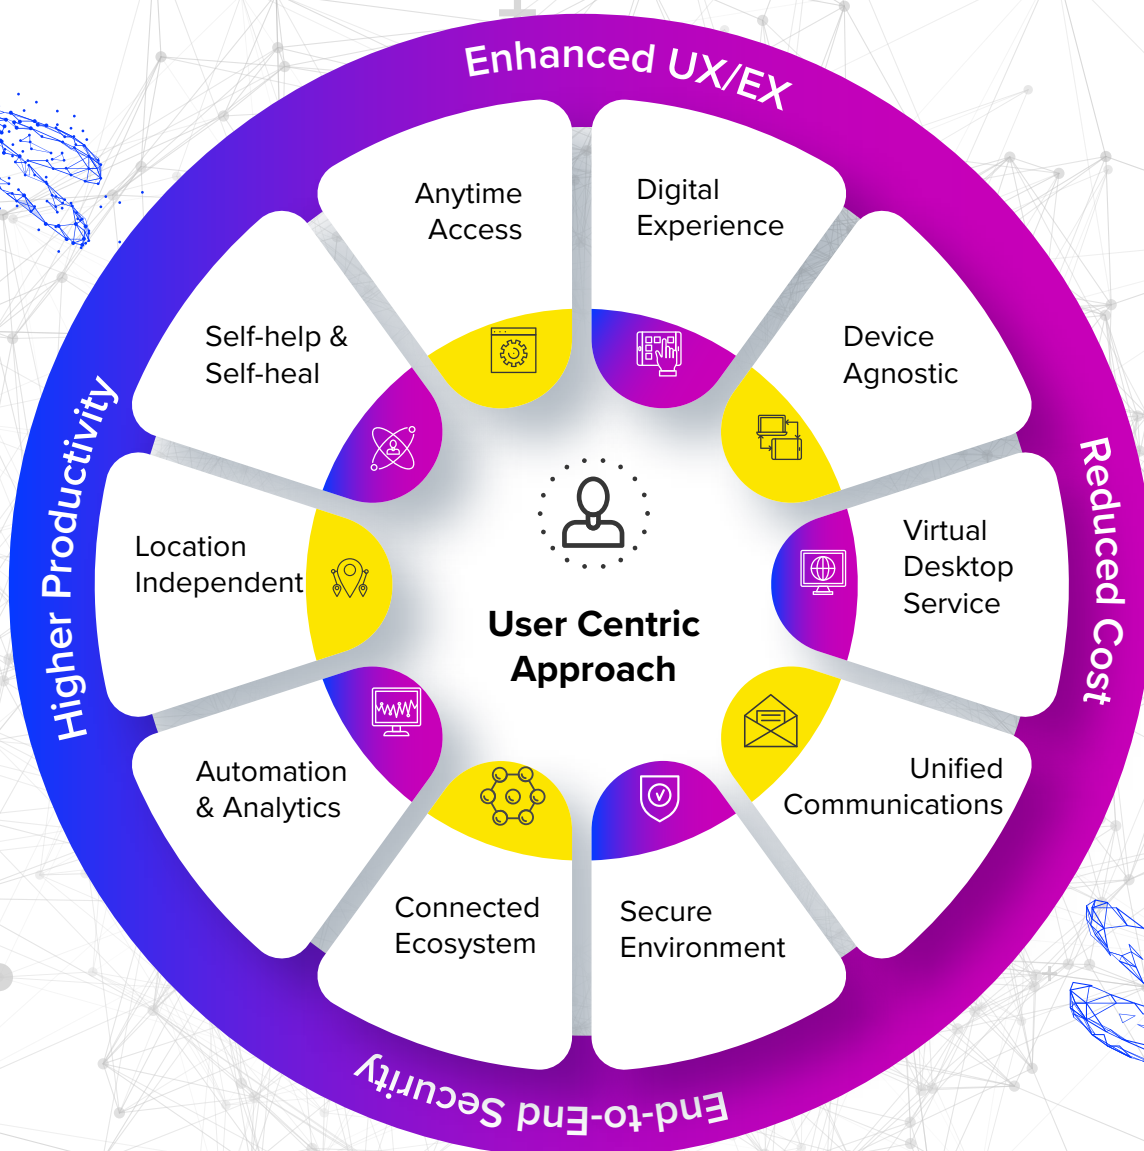 Enhanced UX/EX
Anytime
Access
Digital
Experience
Self-help &
Self-heal
Device
Agnostic
Higher Productivity
Location
Independent
User Centric
Approach
Virtual
Desktop
Service
Reduced Cost
Automation
& Analytics
Unified
Communications
Connected
Ecosystem
Secure
Environment
End-to-End Security